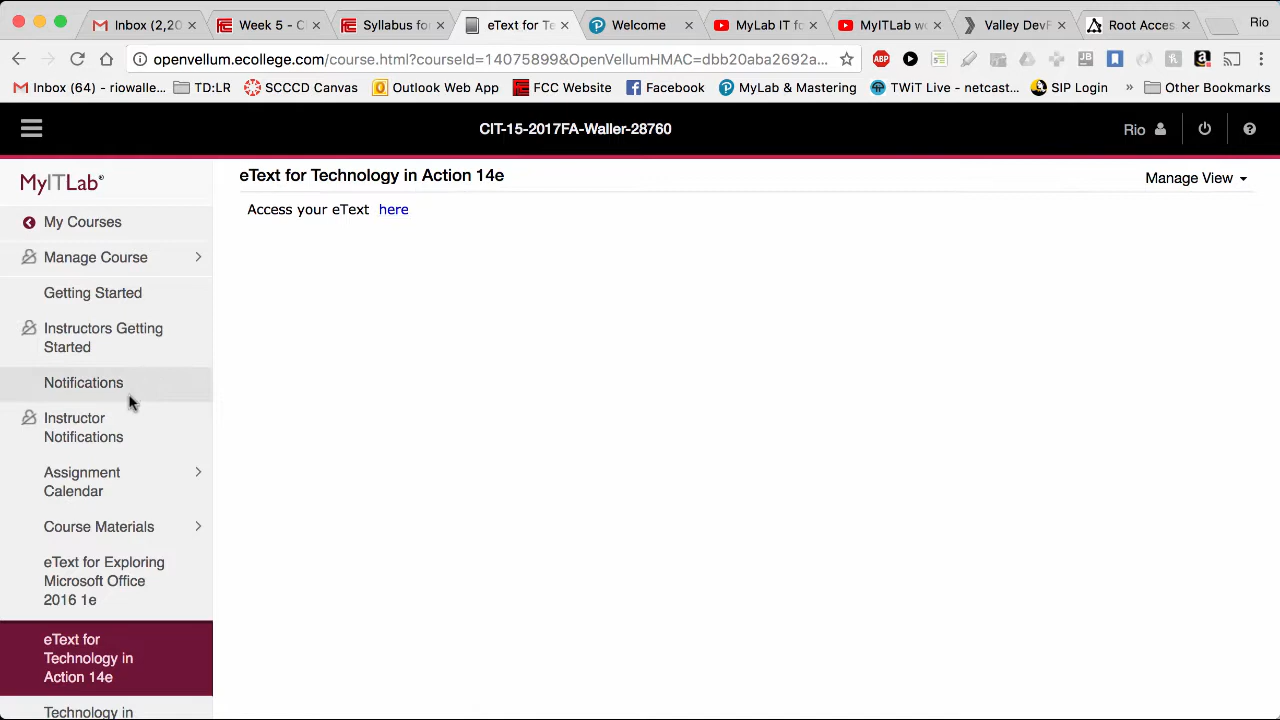 Inbox (2,20
Week 5 - C
Syllabus for
eText for Te
Welcome
MyLab IT fo
MyITLab wo
Valley DevF
Root Acces
Rio
openvellum.ecollege.com/course.html?courseId=14075899&OpenVellumHMAC=dbb20aba2692a...
Inbox (64) - riowalle...
TD:LR
SCCCD Canvas
Outlook Web App
FCC Website
Facebook
MyLab & Mastering
TWiT Live - netcast...
SIP Login
»
Other Bookmarks
CIT-15-2017FA-Waller-28760
Rio
MyITLab®
My Courses
Manage Course
Getting Started
Instructors Getting
Started
Notifications
Instructor
Notifications
Assignment
Calendar
Course Materials
eText for Exploring
Microsoft Office
2016 1e
eText for
Technology in
Action 14e
Technology in
eText for Technology in Action 14e
Manage View
Access your eText here